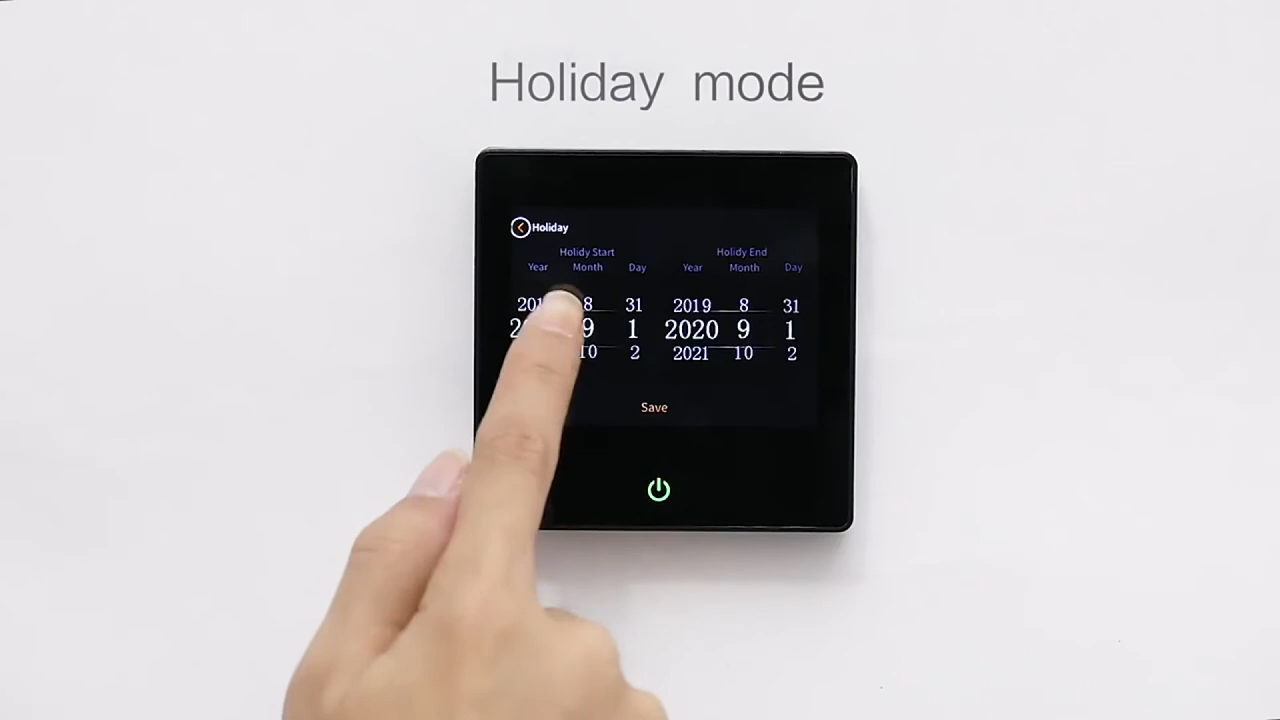 Holiday mode
Holiday
Holidy Start Holidy End
Year Month Day Year Month Day
8 31 2019 8 31
9 1 2020 9 1
10 2 2021 10 2
Save